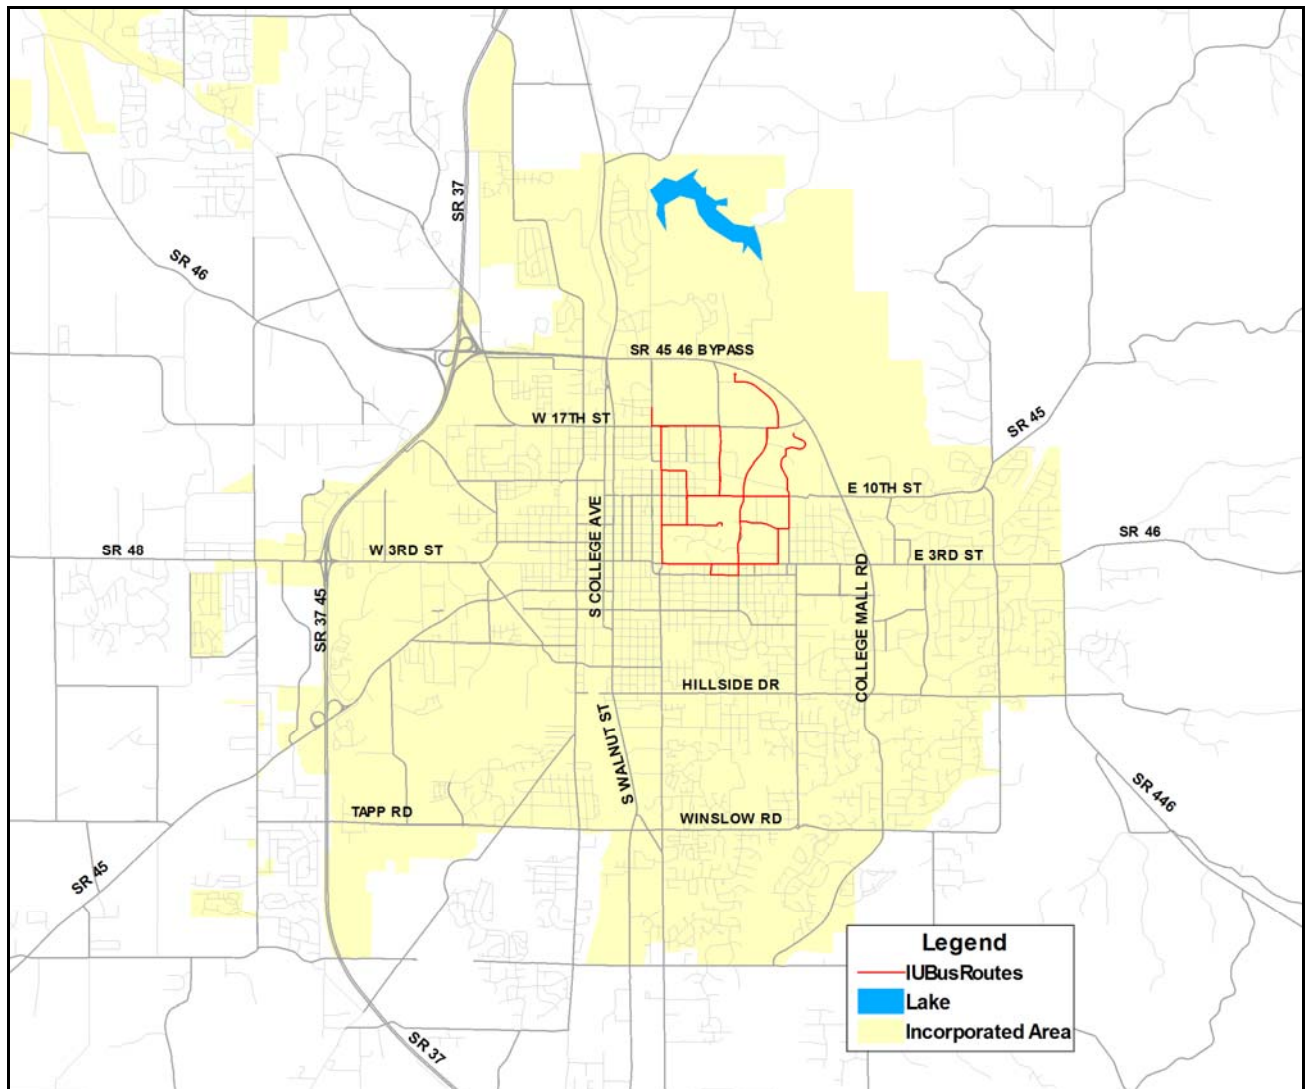 SR 37
SR 46
SR 45 46 BYPASS
W 17TH ST
SR 45
E 10TH ST
S COLLEGE AVE
SR 48
W 3RD ST
E 3RD ST
SR 46
SR 37 45
COLLEGE MALL RD
HILLSIDE DR
S WALNUT ST
TAPP RD
WINSLOW RD
SR 446
SR 45
SR 37
Legend
IUBusRoutes
Lake
Incorporated Area